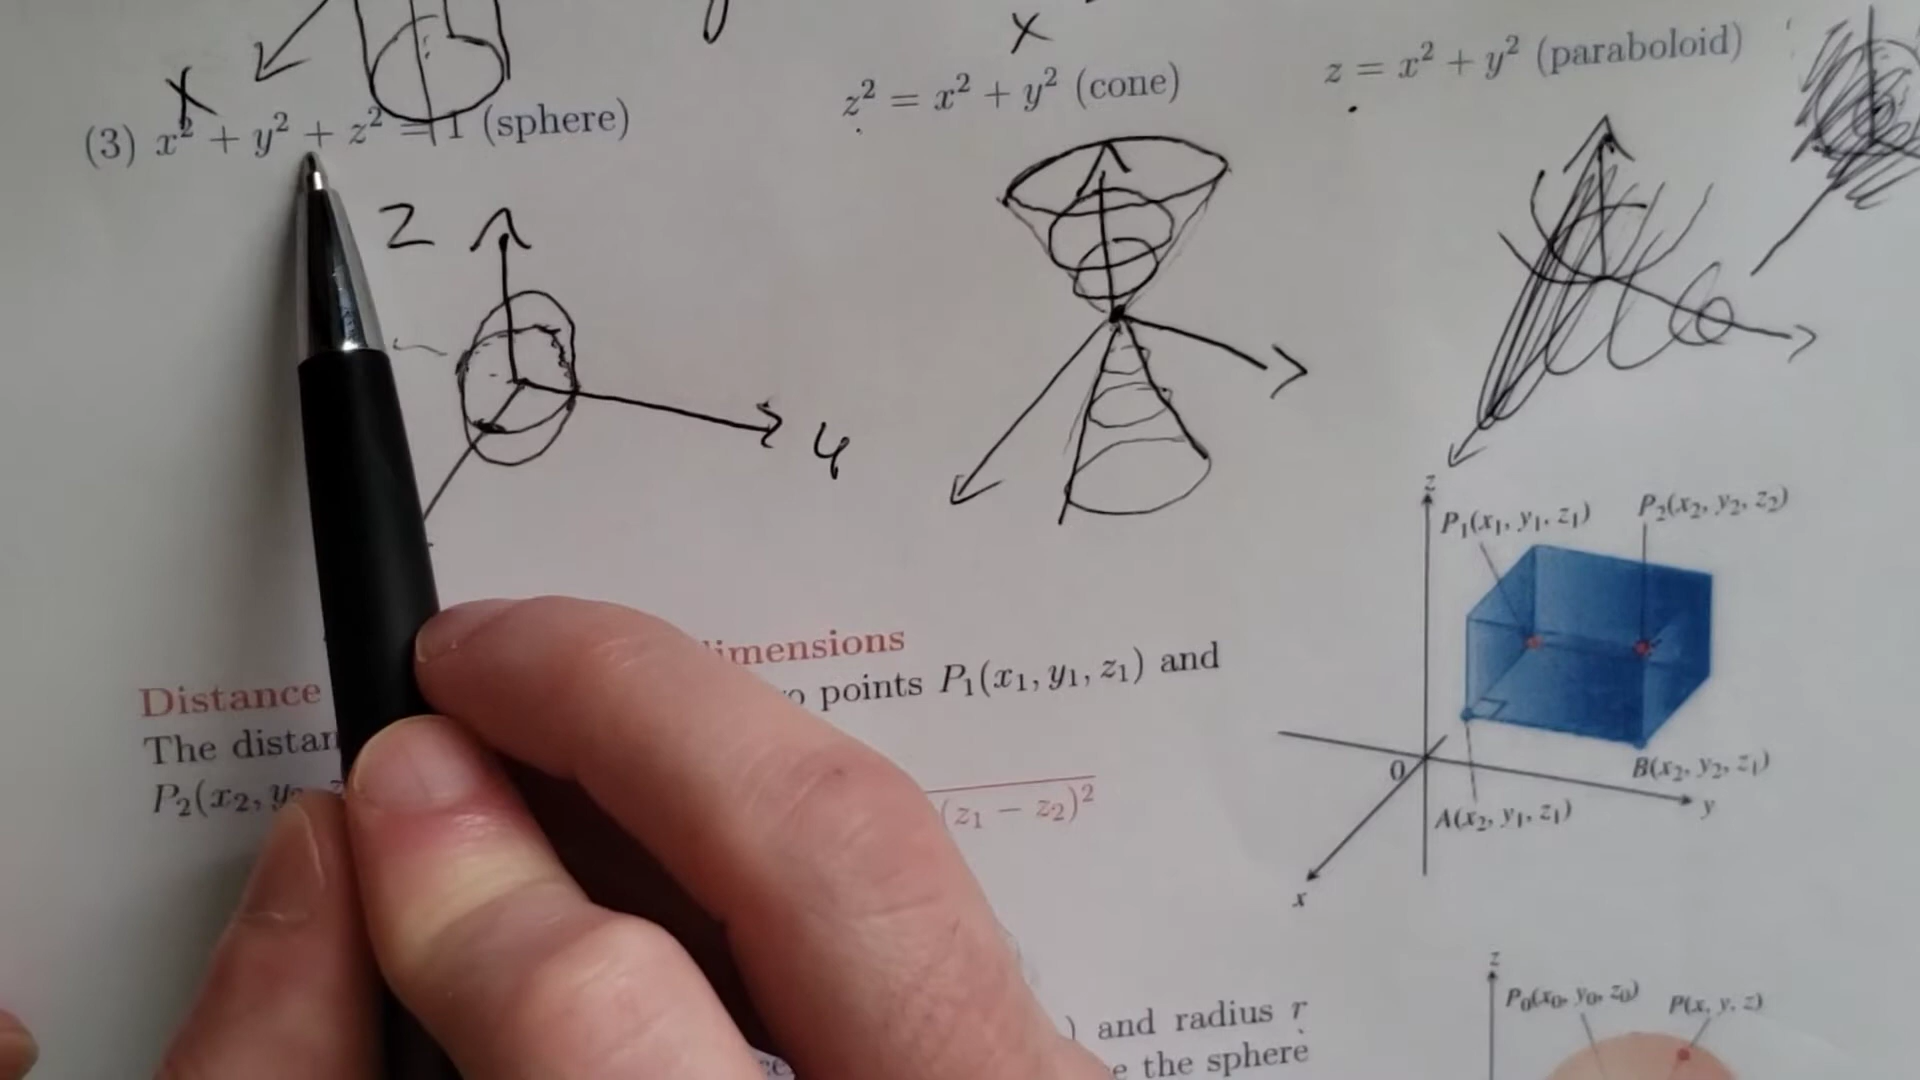 X
x
(3) x² + y² + z² = 1 (sphere)
z² = x² + y² (cone)
z = x² + y² (paraboloid)
Z
y
Distance
imensions
points P₁(x₁, y₁, z₁) and
The distan
P₂(x₂, y₂
(z₁ − z₂)²
z
P₁(x₁, y₁, z₁)
P₂(x₂, y₂, z₂)
0
A(x₂, y₁, z₁)
B(x₂, y₂, z₁)
y
x
z
P₀(x₀, y₀, z₀)
P(x, y, z)
) and radius r
the sphere